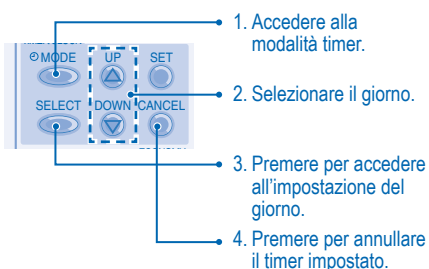 MODE UP SET
SELECT DOWN CANCEL
1. Accedere alla
modalità timer.
2. Selezionare il giorno.
3. Premere per accedere
all'impostazione del
giorno.
4. Premere per annullare
il timer impostato.